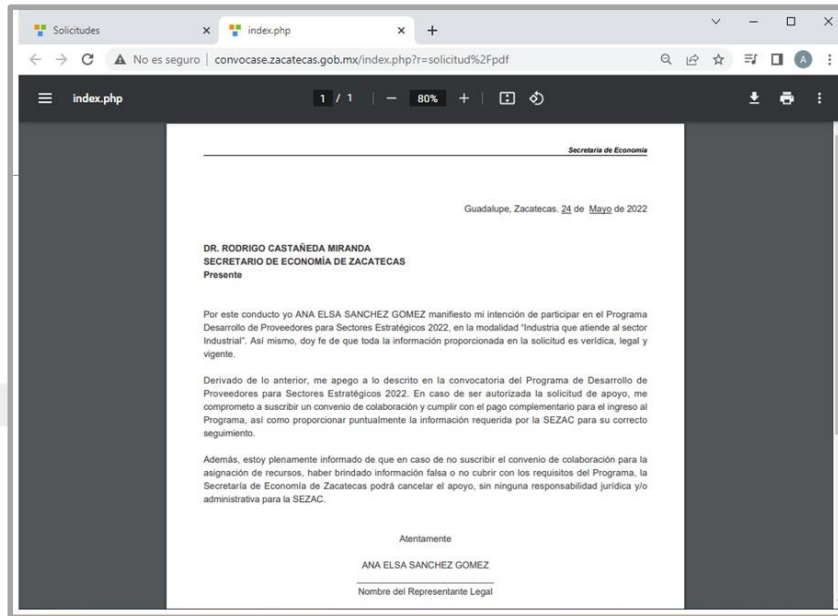 Solicitudes
index.php
No es seguro | convocase.zacatecas.gob.mx/index.php?r=solicitud%2Fpdf
A
index.php
1 / 1
80%
Secretaria de Economía
Guadalupe, Zacatecas. 24 de Mayo de 2022
DR. RODRIGO CASTAÑEDA MIRANDA
SECRETARIO DE ECONOMÍA DE ZACATECAS
Presente
Por este conducto yo ANA ELSA SANCHEZ GOMEZ manifiesto mi intención de participar en el Programa
Desarrollo de Proveedores para Sectores Estratégicos 2022, en la modalidad “Industria que atiende al sector
Industrial”. Así mismo, doy fe de que toda la información proporcionada en la solicitud es verídica, legal y
vigente.
Derivado de lo anterior, me apego a lo descrito en la convocatoria del Programa de Desarrollo de
Proveedores para Sectores Estratégicos 2022. En caso de ser autorizada la solicitud de apoyo, me
comprometo a suscribir un convenio de colaboración y cumplir con el pago complementario para el ingreso al
Programa, así como proporcionar puntualmente la información requerida por la SEZAC para su correcto
seguimiento.
Además, estoy plenamente informado de que en caso de no suscribir el convenio de colaboración para la
asignación de recursos, haber brindado información falsa o no cubrir con los requisitos del Programa, la
Secretaría de Economía de Zacatecas podrá cancelar el apoyo, sin ninguna responsabilidad jurídica y/o
administrativa para la SEZAC.
Atentamente
ANA ELSA SANCHEZ GOMEZ
Nombre del Representante Legal